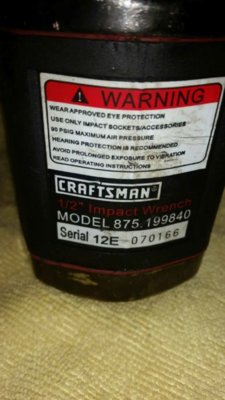 WARNING
WEAR APPROVED EYE PROTECTION
USE ONLY IMPACT SOCKETS/ACCESSORIES
90 PSIG MAXIMUM AIR PRESSURE
HEARING PROTECTION IS RECOMMENDED
AVOID PROLONGED EXPOSURE TO VIBRATION
READ OPERATING INSTRUCTIONS
CRAFTSMAN®
1/2" Impact Wrench
MODEL 875.199840
Serial 12E 070166